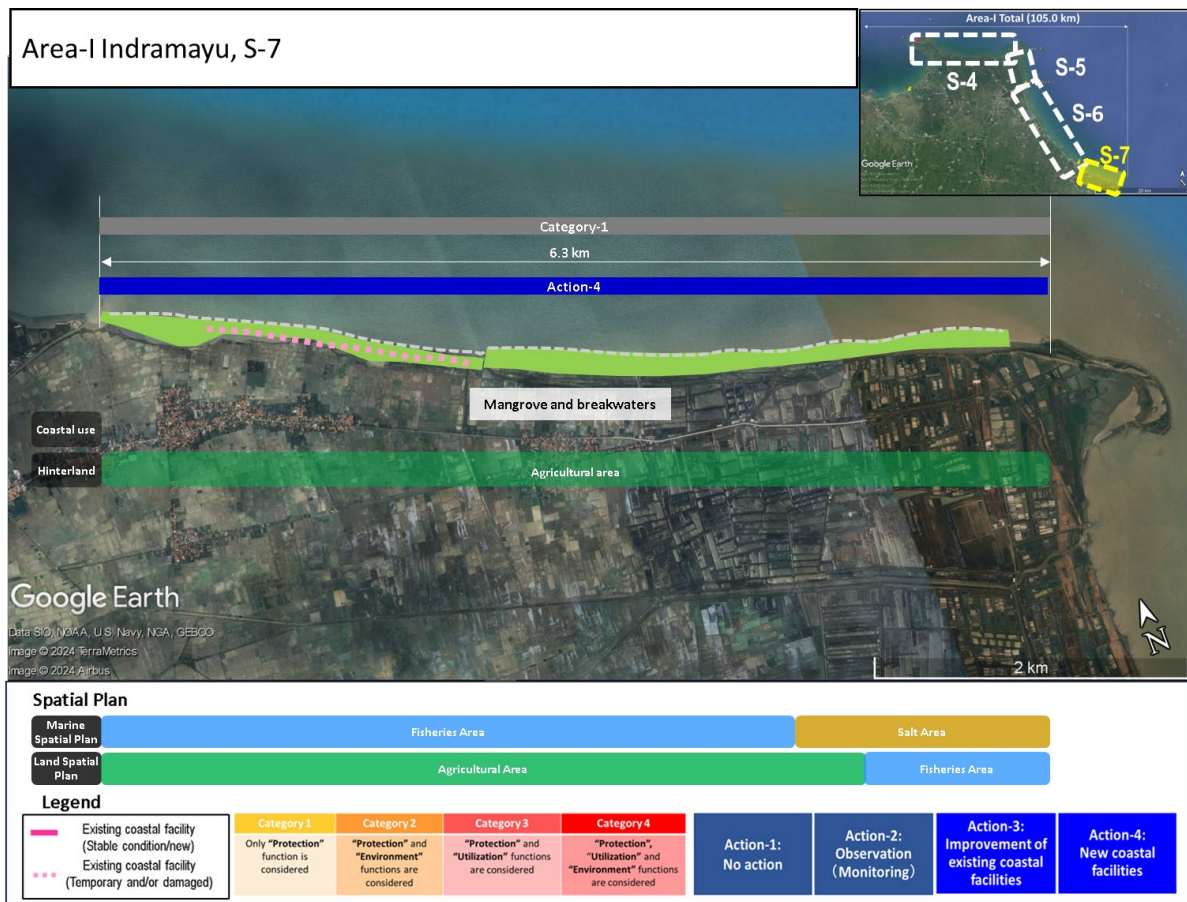 Area-I Indramayu, S-7
Area-I Total (105.0 km)
S-4
S-5
S-6
S-7
Google Earth
N
20 km
Category-1
6.3 km
Action-4
Mangrove and breakwaters
Coastal use
Hinterland
Agricultural area
Google Earth
Data SIO, NOAA, U.S. Navy, NGA, GEBCO
Image © 2024 TerraMetrics
Image © 2024 Airbus
2 km
N
Spatial Plan
Marine
Spatial Plan
Fisheries Area
Salt Area
Land Spatial
Plan
Agricultural Area
Fisheries Area
Legend
Existing coastal facility
(Stable condition/new)
Existing coastal facility
(Temporary and/or damaged)
Category 1
Only "Protection"
function is
considered
Category 2
"Protection" and
"Environment"
functions are
considered
Category 3
"Protection" and
"Utilization" functions
are considered
Category 4
"Protection",
"Utilization" and
"Environment" functions
are considered
Action-1:
No action
Action-2:
Observation
(Monitoring)
Action-3:
Improvement of
existing coastal
facilities
Action-4:
New coastal
facilities